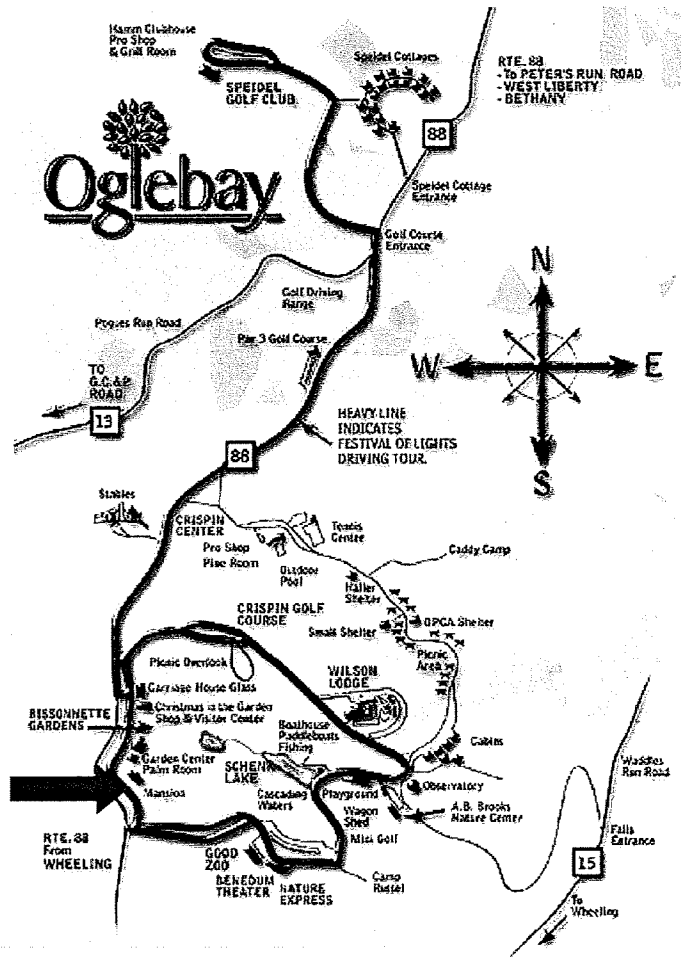 Hamm Clubhouse
Pro Shop
& Grill Room
SPEIDEL
GOLF CLUB
Speidel Cottages
RTE. 88
- To PETER'S RUN ROAD
- WEST LIBERTY
- BETHANY
88
Oglebay
Speidel Cottage
Entrance
Golf Course
Entrance
Golf Driving
Range
Pogues Run Road
Par 3 Golf Course
N
W
E
S
TO
G.C.&P.
ROAD
13
HEAVY LINE
INDICATES
FESTIVAL OF LIGHTS
DRIVING TOUR.
88
Stables
CRISPIN
CENTER
Pro Shop
Pine Room
Tennis
Center
Outdoor
Pool
Caddy Camp
Haller
Shelter
CRISPIN GOLF
COURSE
Small Shelter
OPCA Shelter
Picnic
Area
Picnic Overlook
WILSON
LODGE
Carriage House Glass
Christmas in the Garden
Shop & Visitor Center
BISSONNETTE
GARDENS
Boathouse
Paddleboats
Fishing
Cabins
Garden Center
Palm Room
SCHENK
LAKE
Mansion
Cascading
Waters
Playground
Observatory
Waddles
Run Road
Wagon
Shed
A.B. Brooks
Nature Center
Mini Golf
Falls
Entrance
RTE. 88
From
WHEELING
GOOD
ZOO
BENEDUM
THEATER
NATURE
EXPRESS
Camp
Russel
15
To
Wheeling